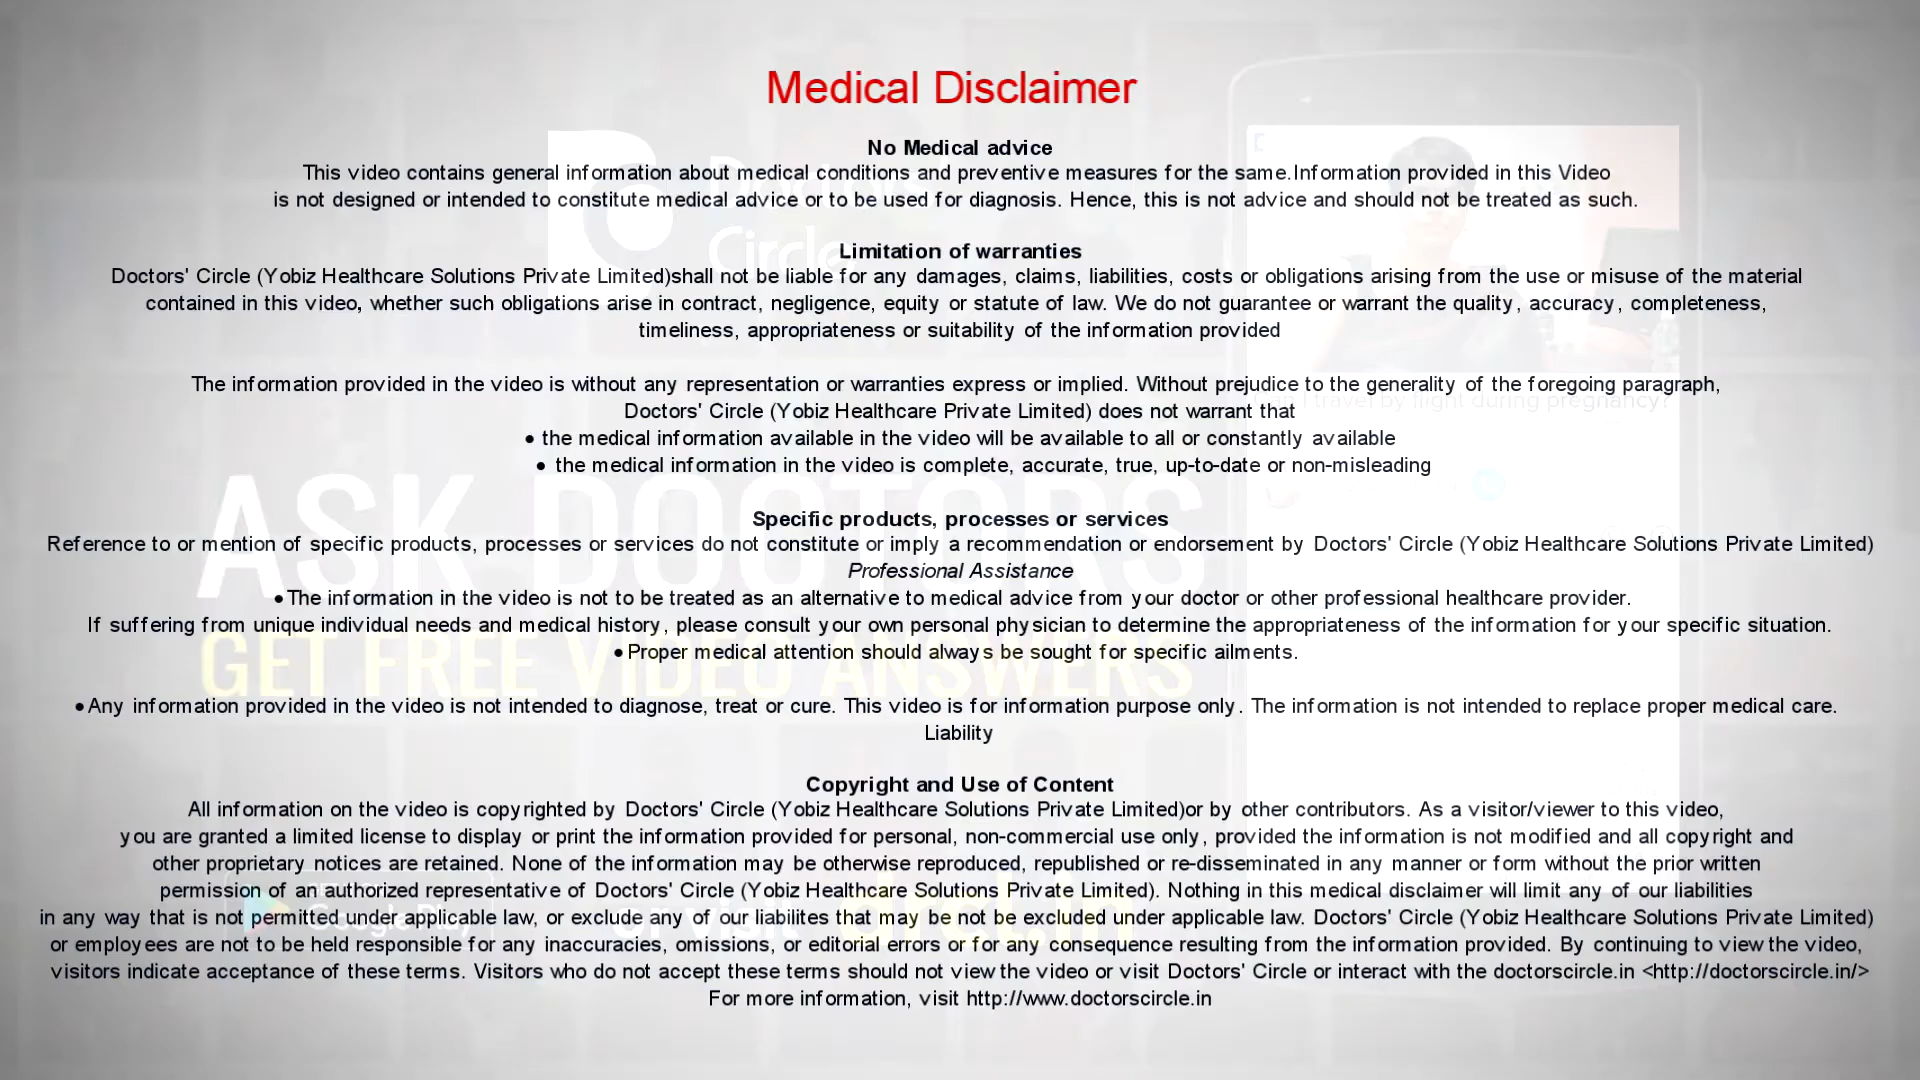 Medical Disclaimer
No Medical advice
This video contains general information about medical conditions and preventive measures for the same.Information provided in this Video
is not designed or intended to constitute medical advice or to be used for diagnosis. Hence, this is not advice and should not be treated as such.
Doctors'
Circle
Limitation of warranties
Doctors' Circle (Yobiz Healthcare Solutions Private Limited)shall not be liable for any damages, claims, liabilities, costs or obligations arising from the use or misuse of the material
contained in this video, whether such obligations arise in contract, negligence, equity or statute of law. We do not guarantee or warrant the quality, accuracy, completeness,
timeliness, appropriateness or suitability of the information provided
The information provided in the video is without any representation or warranties express or implied. Without prejudice to the generality of the foregoing paragraph,
Can I travel by flight during pregnancy?
Doctors' Circle (Yobiz Healthcare Private Limited) does not warrant that
• the medical information available in the video will be available to all or constantly available
• the medical information in the video is complete, accurate, true, up-to-date or non-misleading
ASK DOCTORS
Specific products, processes or services
Reference to or mention of specific products, processes or services do not constitute or imply a recommendation or endorsement by Doctors' Circle (Yobiz Healthcare Solutions Private Limited)
Professional Assistance
•The information in the video is not to be treated as an alternative to medical advice from your doctor or other professional healthcare provider.
If suffering from unique individual needs and medical history, please consult your own personal physician to determine the appropriateness of the information for your specific situation.
•Proper medical attention should always be sought for specific ailments.
GET FREE VIDEO ANSWERS
•Any information provided in the video is not intended to diagnose, treat or cure. This video is for information purpose only. The information is not intended to replace proper medical care.
Liability
Copyright and Use of Content
All information on the video is copyrighted by Doctors' Circle (Yobiz Healthcare Solutions Private Limited)or by other contributors. As a visitor/viewer to this video,
you are granted a limited license to display or print the information provided for personal, non-commercial use only, provided the information is not modified and all copyright and
other proprietary notices are retained. None of the information may be otherwise reproduced, republished or re-disseminated in any manner or form without the prior written
permission of an authorized representative of Doctors' Circle (Yobiz Healthcare Solutions Private Limited). Nothing in this medical disclaimer will limit any of our liabilities
Google Play
or visit drcl.in
in any way that is not permitted under applicable law, or exclude any of our liabilites that may be not be excluded under applicable law. Doctors' Circle (Yobiz Healthcare Solutions Private Limited)
or employees are not to be held responsible for any inaccuracies, omissions, or editorial errors or for any consequence resulting from the information provided. By continuing to view the video,
visitors indicate acceptance of these terms. Visitors who do not accept these terms should not view the video or visit Doctors' Circle or interact with the doctorscircle.in <http://doctorscircle.in/>
For more information, visit http://www.doctorscircle.in